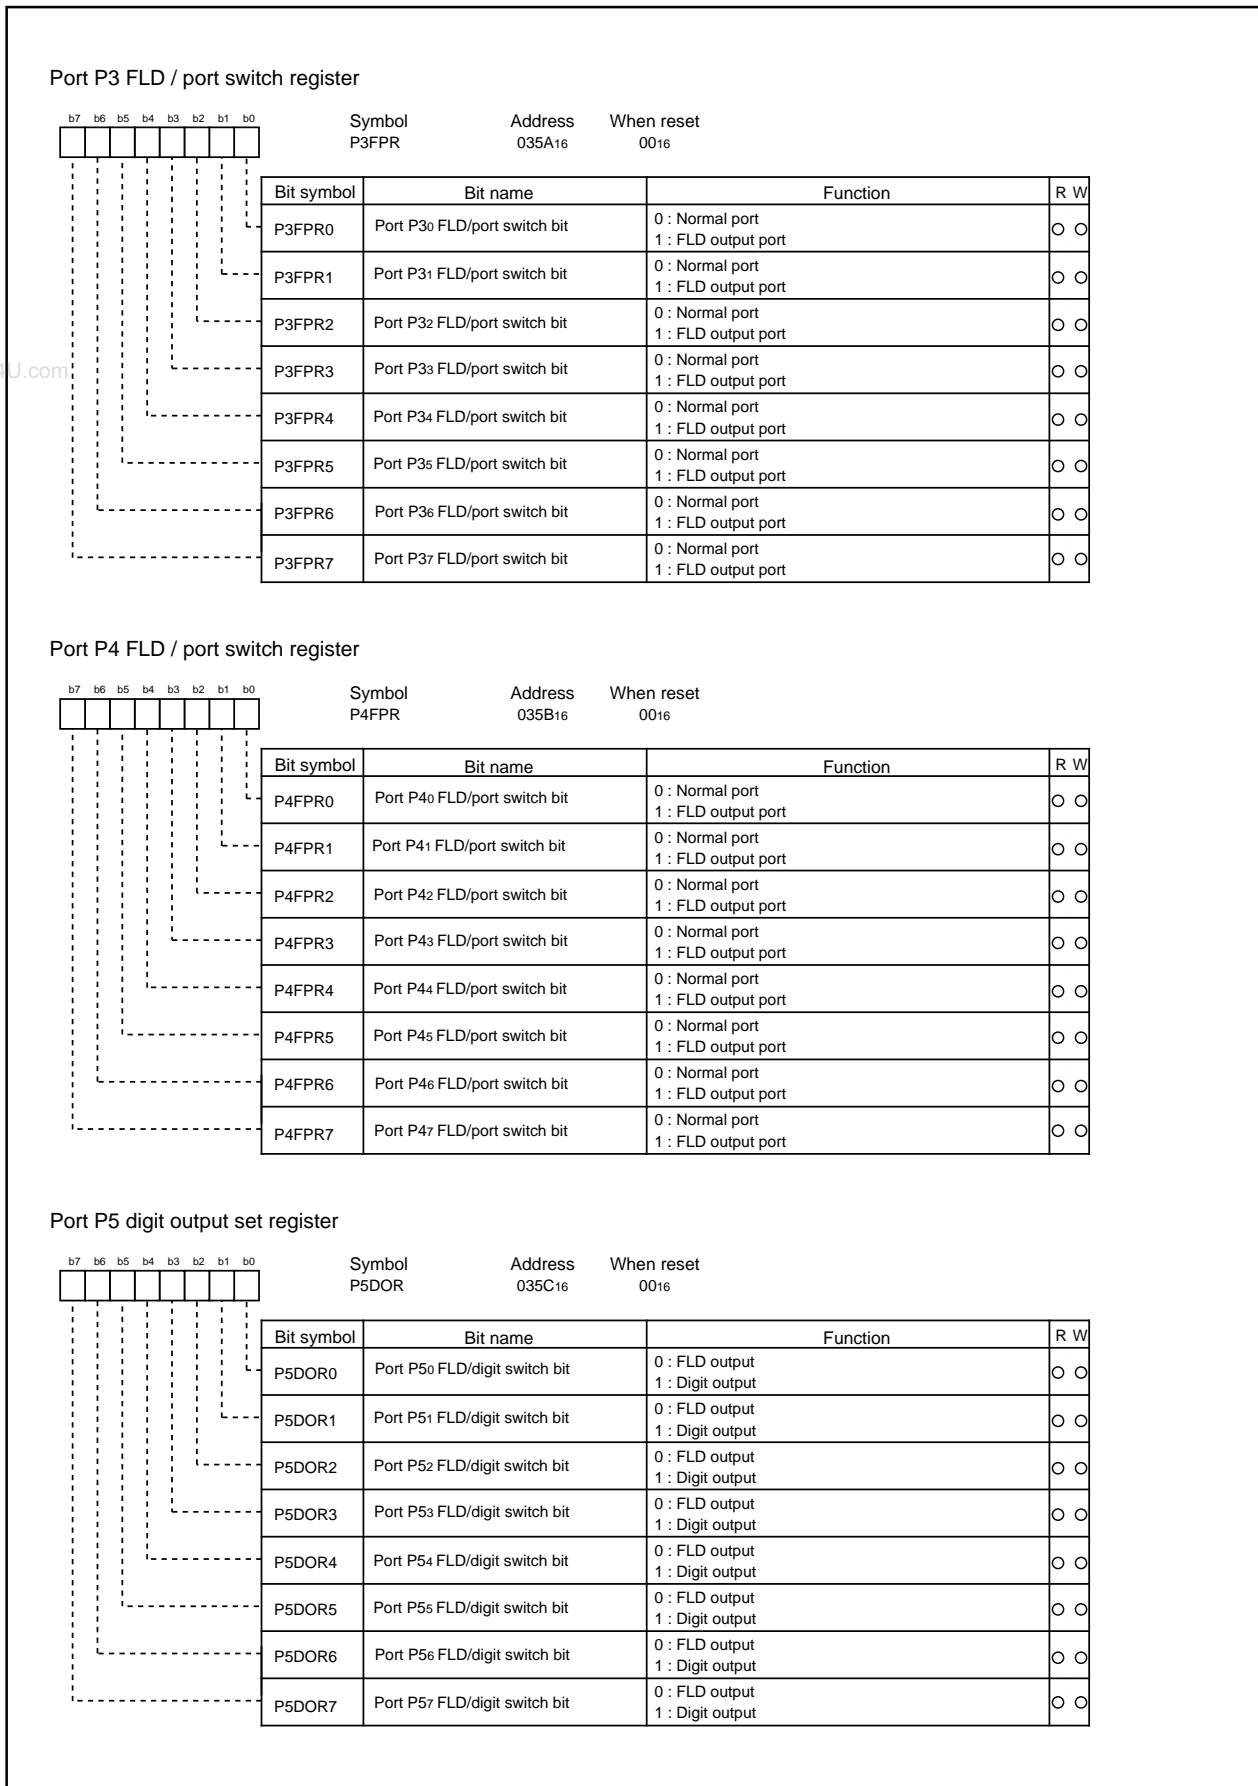 Port P3 FLD / port switch register
b7 b6 b5 b4 b3 b2 b1 b0
Symbol Address When reset
P3FPR 035A16 0016
Bit symbol Bit name Function R W
P3FPR0 Port P30 FLD/port switch bit 0 : Normal port
1 : FLD output port
P3FPR1 Port P31 FLD/port switch bit 0 : Normal port
1 : FLD output port
P3FPR2 Port P32 FLD/port switch bit 0 : Normal port
1 : FLD output port
4U.com
P3FPR3 Port P33 FLD/port switch bit 0 : Normal port
1 : FLD output port
P3FPR4 Port P34 FLD/port switch bit 0 : Normal port
1 : FLD output port
P3FPR5 Port P35 FLD/port switch bit 0 : Normal port
1 : FLD output port
P3FPR6 Port P36 FLD/port switch bit 0 : Normal port
1 : FLD output port
P3FPR7 Port P37 FLD/port switch bit 0 : Normal port
1 : FLD output port
Port P4 FLD / port switch register
b7 b6 b5 b4 b3 b2 b1 b0
Symbol Address When reset
P4FPR 035B16 0016
Bit symbol Bit name Function R W
P4FPR0 Port P40 FLD/port switch bit 0 : Normal port
1 : FLD output port
P4FPR1 Port P41 FLD/port switch bit 0 : Normal port
1 : FLD output port
P4FPR2 Port P42 FLD/port switch bit 0 : Normal port
1 : FLD output port
P4FPR3 Port P43 FLD/port switch bit 0 : Normal port
1 : FLD output port
P4FPR4 Port P44 FLD/port switch bit 0 : Normal port
1 : FLD output port
P4FPR5 Port P45 FLD/port switch bit 0 : Normal port
1 : FLD output port
P4FPR6 Port P46 FLD/port switch bit 0 : Normal port
1 : FLD output port
P4FPR7 Port P47 FLD/port switch bit 0 : Normal port
1 : FLD output port
Port P5 digit output set register
b7 b6 b5 b4 b3 b2 b1 b0
Symbol Address When reset
P5DOR 035C16 0016
Bit symbol Bit name Function R W
P5DOR0 Port P50 FLD/digit switch bit 0 : FLD output
1 : Digit output
P5DOR1 Port P51 FLD/digit switch bit 0 : FLD output
1 : Digit output
P5DOR2 Port P52 FLD/digit switch bit 0 : FLD output
1 : Digit output
P5DOR3 Port P53 FLD/digit switch bit 0 : FLD output
1 : Digit output
P5DOR4 Port P54 FLD/digit switch bit 0 : FLD output
1 : Digit output
P5DOR5 Port P55 FLD/digit switch bit 0 : FLD output
1 : Digit output
P5DOR6 Port P56 FLD/digit switch bit 0 : FLD output
1 : Digit output
P5DOR7 Port P57 FLD/digit switch bit 0 : FLD output
1 : Digit output